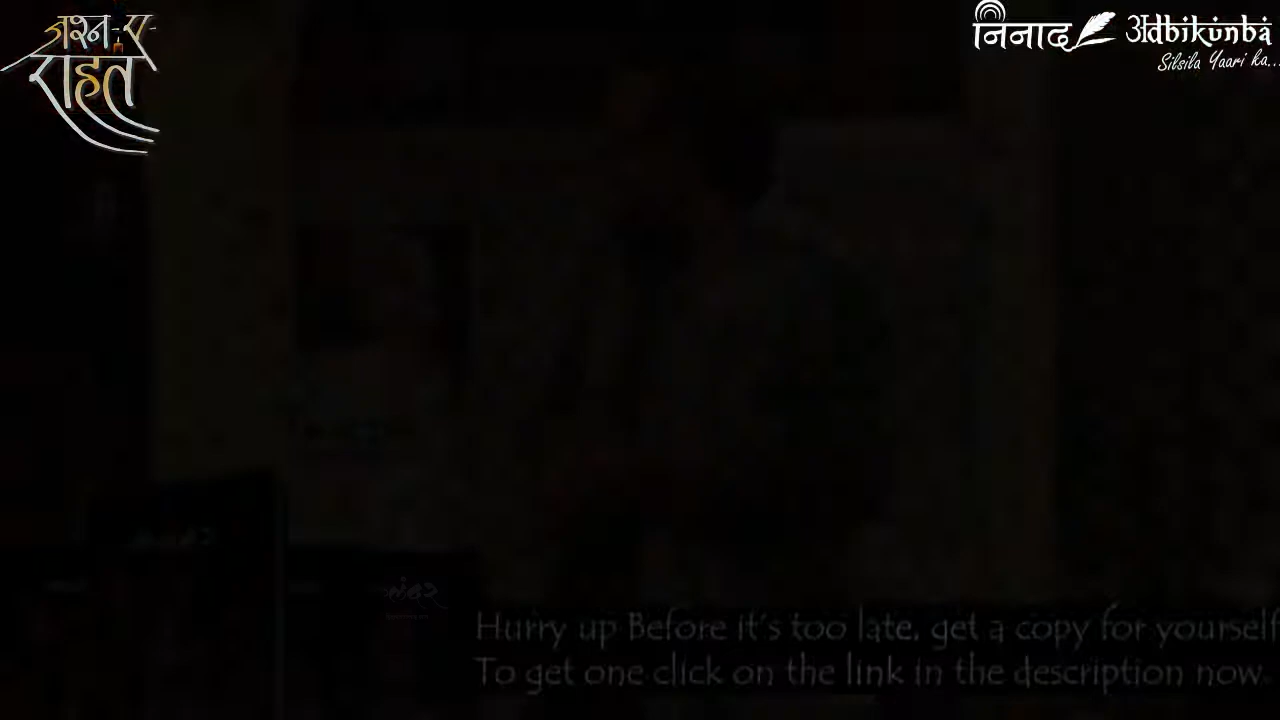 जश्न-ए-
राहत
निनाद
अdbikunba
Silsila Yaari ka...
Hurry up Before it's too late, get a copy for yourself
To get one click on the link in the description now.